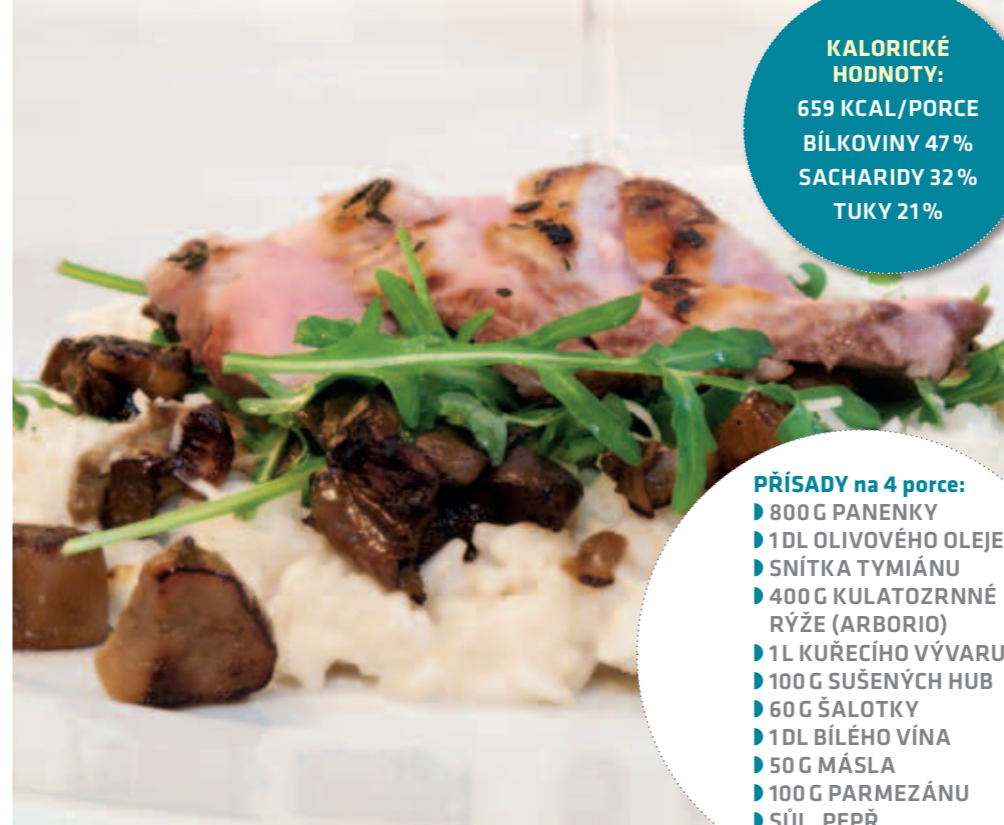 KALORICKÉ
HODNOTY:
659 KCAL/PORCE
BÍLKOVINY 47 %
SACHARIDY 32 %
TUKY 21 %
PŘÍSADY na 4 porce:
800 G PANENKY
1 DL OLIVOVÉHO OLEJE
SNÍTKA TYMIÁNU
400 G KULATOZRNNÉ
RÝŽE (ARBORIO)
1 L KUŘECÍHO VÝVARU
100 G SUŠENÝCH HUB
60 G ŠALOTKY
1 DL BÍLÉHO VÍNA
50 G MÁSLA
100 G PARMEZÁNU
SŮL, PEPŘ